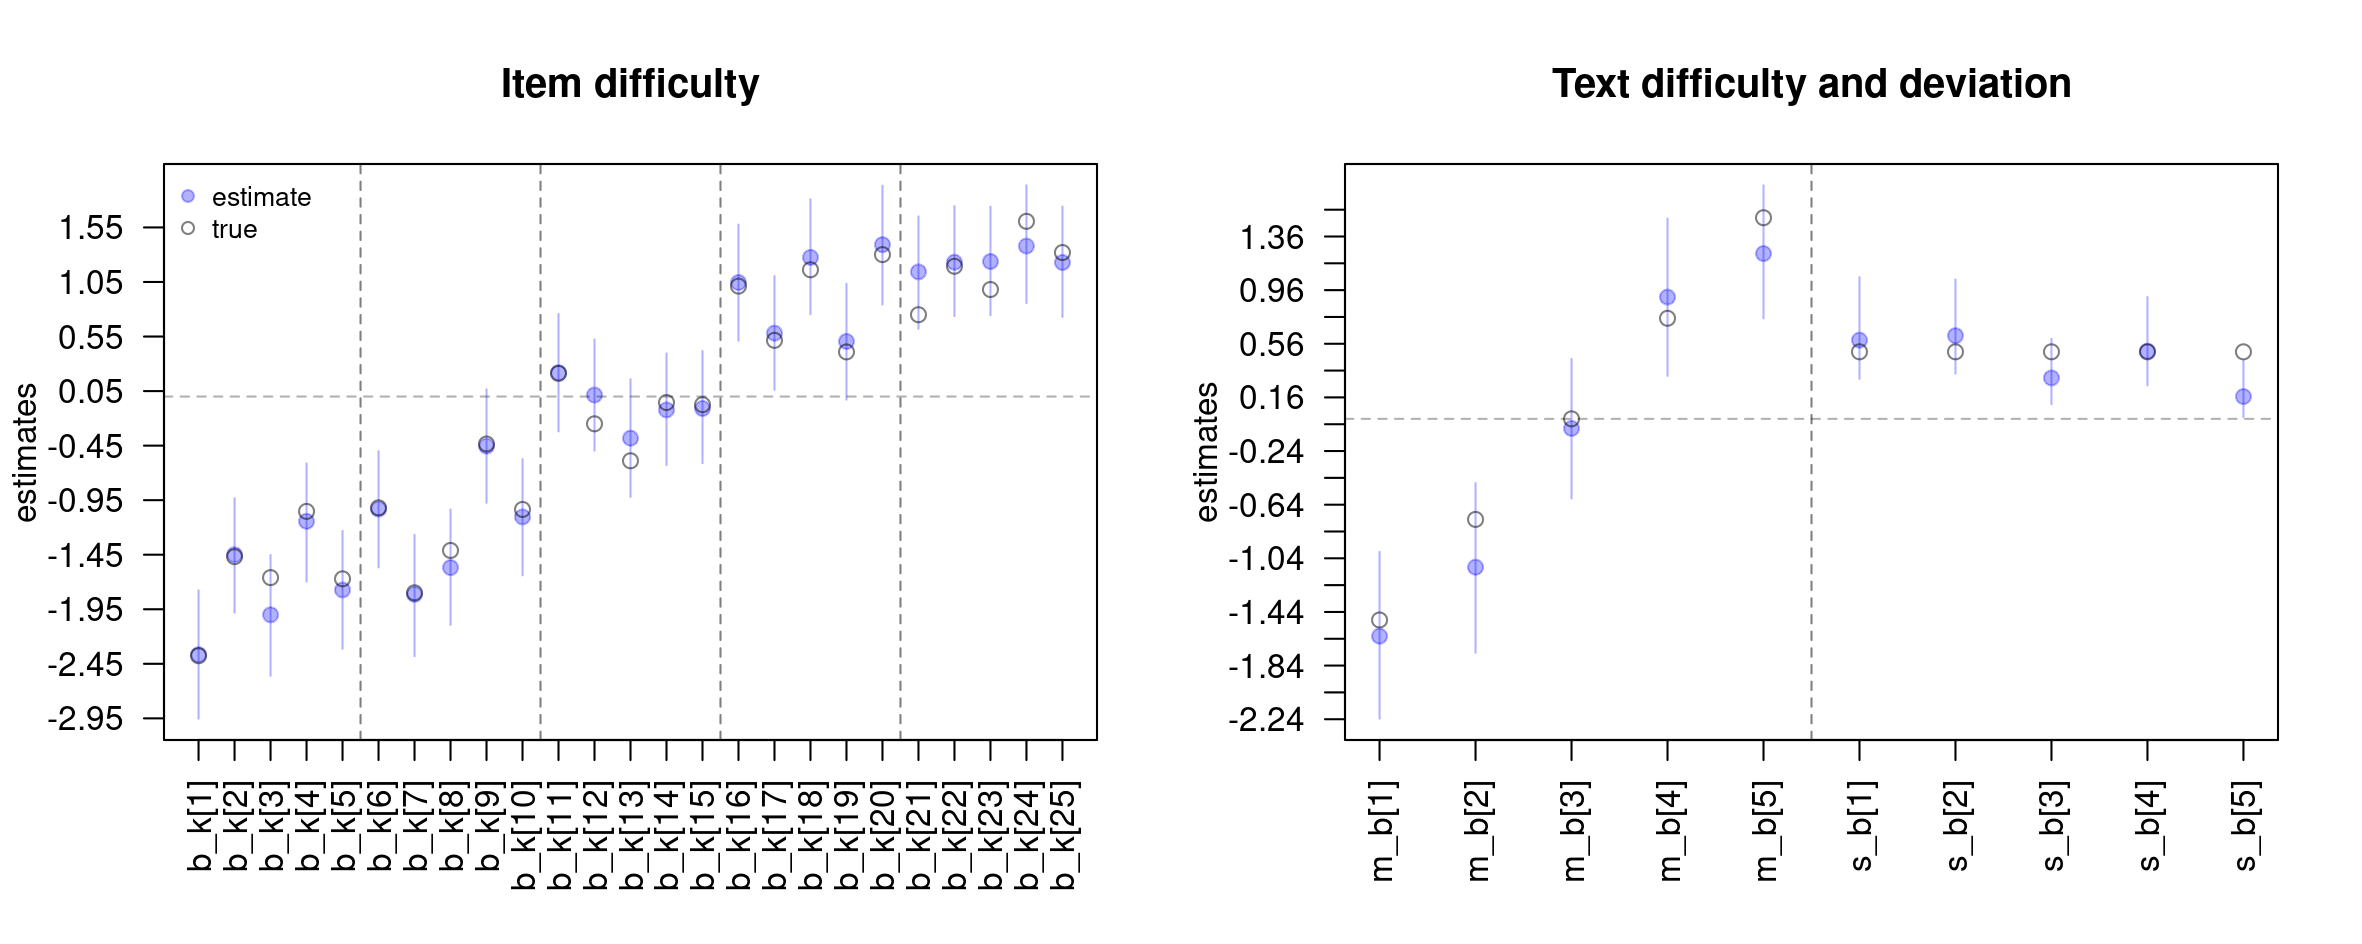 Item difficulty
estimate
true
estimates
1.55
1.05
0.55
0.05
-0.45
-0.95
-1.45
-1.95
-2.45
-2.95
b_k[1]
b_k[2]
b_k[3]
b_k[4]
b_k[5]
b_k[6]
b_k[7]
b_k[8]
b_k[9]
b_k[10]
b_k[11]
b_k[12]
b_k[13]
b_k[14]
b_k[15]
b_k[16]
b_k[17]
b_k[18]
b_k[19]
b_k[20]
b_k[21]
b_k[22]
b_k[23]
b_k[24]
b_k[25]
Text difficulty and deviation
estimates
1.36
0.96
0.56
0.16
-0.24
-0.64
-1.04
-1.44
-1.84
-2.24
m_b[1]
m_b[2]
m_b[3]
m_b[4]
m_b[5]
s_b[1]
s_b[2]
s_b[3]
s_b[4]
s_b[5]